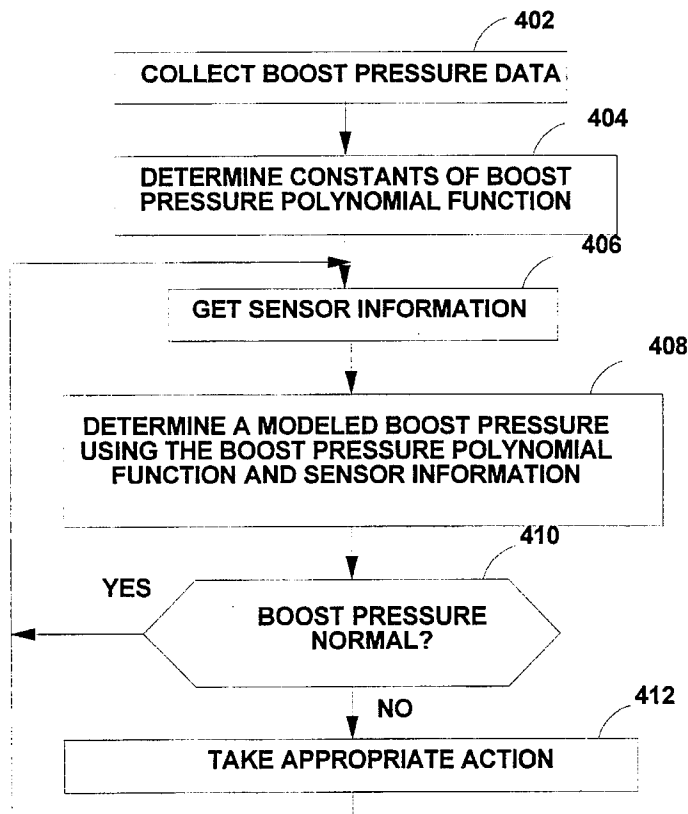 402
COLLECT BOOST PRESSURE DATA
404
DETERMINE CONSTANTS OF BOOST
PRESSURE POLYNOMIAL FUNCTION
406
GET SENSOR INFORMATION
408
DETERMINE A MODELED BOOST PRESSURE
USING THE BOOST PRESSURE POLYNOMIAL
FUNCTION AND SENSOR INFORMATION
410
YES
BOOST PRESSURE
NORMAL?
NO
412
TAKE APPROPRIATE ACTION